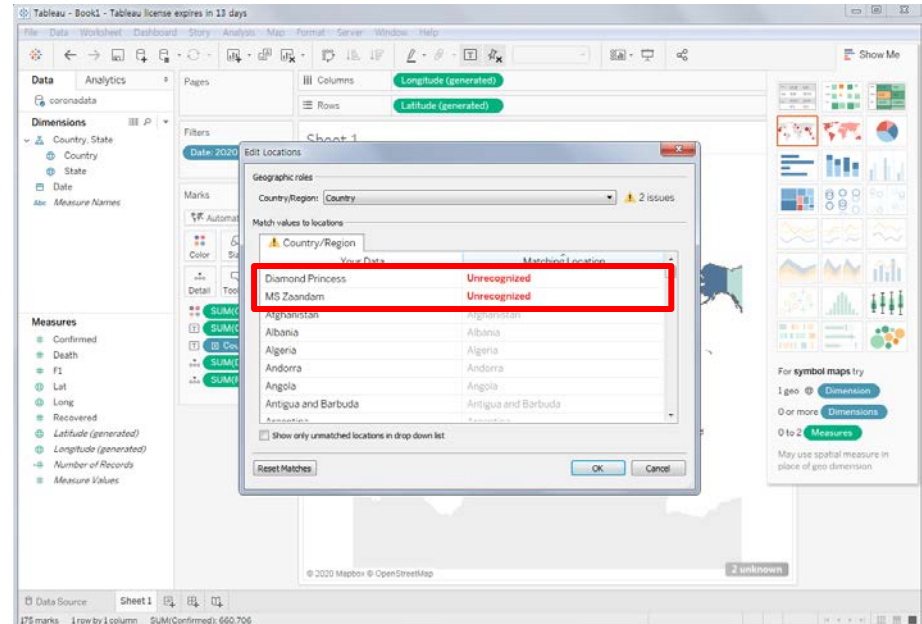 Tableau - Book1 - Tableau license expires in 13 days
File Data Worksheet Dashboard Story Analysis Map Format Server Window Help
Show Me
Data Analytics
Pages
Columns
Longitude (generated)
coronadata
Rows
Latitude (generated)
Dimensions
Filters
Sheet 1
Country, State
Date: 2020
Country
State
Date
Abc Measure Names
Marks
Automat
Color
Detail
SUM(
SUM(
SUM(
SUM(
Edit Locations
Geographic roles
Country/Region: Country
2 issues
Match values to locations
Country/Region
Your Data Matching Location
Diamond Princess Unrecognized
MS Zaandam Unrecognized
Afghanistan Afghanistan
Albania Albania
Algeria Algeria
Andorra Andorra
Angola Angola
Antigua and Barbuda Antigua and Barbuda
Argentina Argentina
Show only unmatched locations in drop down list
Reset Matches OK Cancel
Measures
Confirmed
Death
F1
Lat
Long
Recovered
Latitude (generated)
Longitude (generated)
Number of Records
Measure Values
For symbol maps try
1 geo Dimension
0 or more Dimensions
0 to 2 Measures
May use spatial measure in
place of geo dimension
© 2020 Mapbox © OpenStreetMap
2 unknown
Data Source Sheet 1
175 marks 1 row by 1 column SUM(Confirmed): 660,706